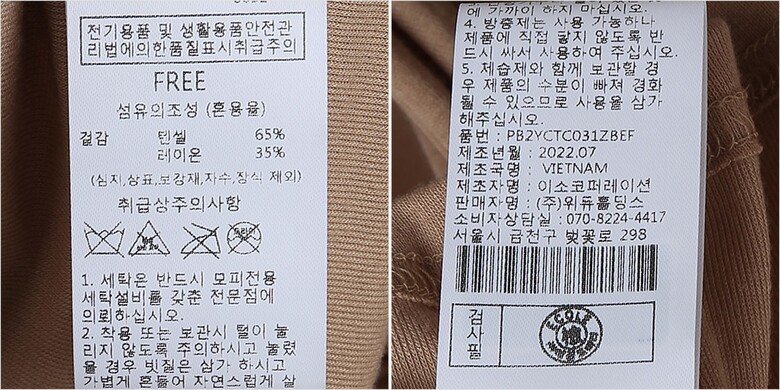 전기용품 및 생활용품안전관
리법에의한품질표시취급주의
FREE
섬유의조성 (혼용율)
겉감 텐셀 65%
레이온 35%
(심지,상표,보강재,자수,장식 제외)
취급상주의사항
1. 세탁은 반드시 모피전용
세탁설비를 갖춘 전문점에
의뢰하십시오.
2. 착용 또는 보관시 털이 눌
리지 않도록 주의하시고 눌렸
을 경우 빗질은 삼가 하시고
가볍게 흔들어 자연스럽게 살
에 가까이 하지 마십시오.
4. 방충제는 사용 가능하나
제품에 직접 닿지 않도록 반
드시 싸서 사용하여 주십시오.
5. 제습제와 함께 보관할 경
우 제품의 수분이 빠져 경화
될 수 있으므로 사용을 삼가
해주십시오.
품번 : PB2YCTC031ZBEF
제조년월 : 2022.07
제조국명 : VIETNAM
제조자명 : 이소코퍼레이션
판매자명 : (주)위듀홀딩스
소비자상담실 : 070-8224-4417
서울시 금천구 벚꽃로 298
검사필
ECOLE